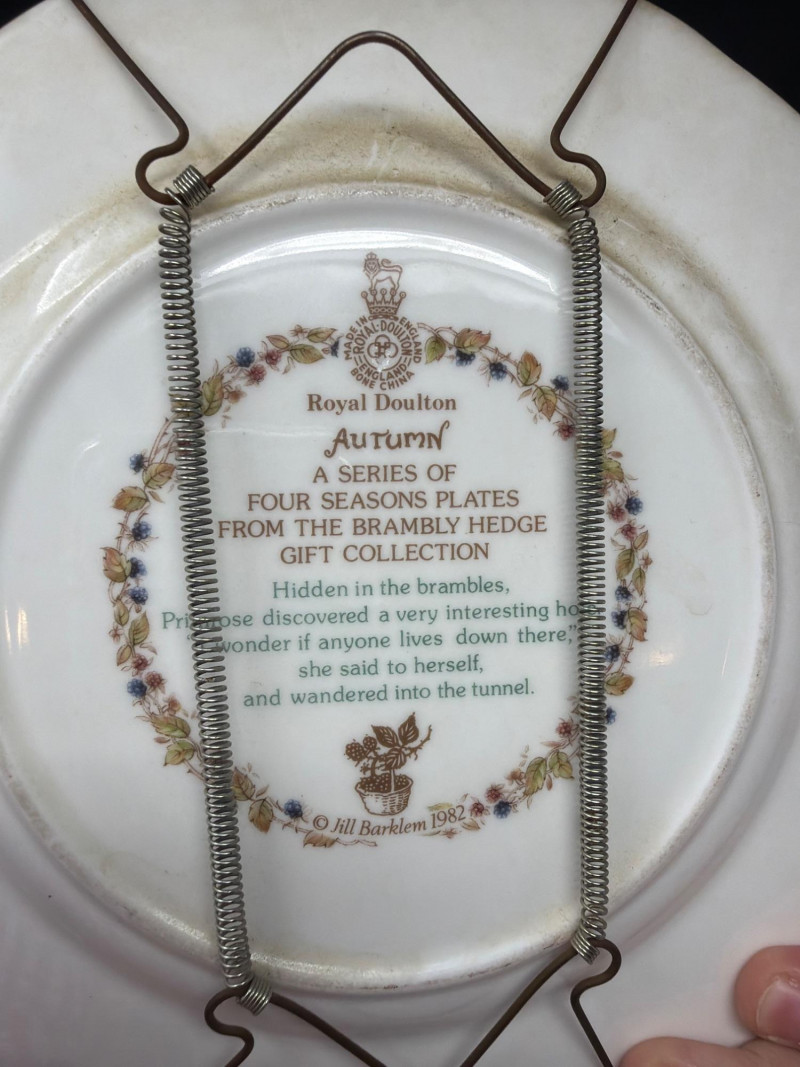 MADE IN ENGLAND
ROYAL·DOULTON
ENGLAND
BONE CHINA
Royal Doulton
AUTUMN
A SERIES OF
FOUR SEASONS PLATES
FROM THE BRAMBLY HEDGE
GIFT COLLECTION
Hidden in the brambles,
Primrose discovered a very interesting
wonder if anyone lives down there,”
she said to herself,
and wandered into the tunnel.
© Jill Barklem 1982